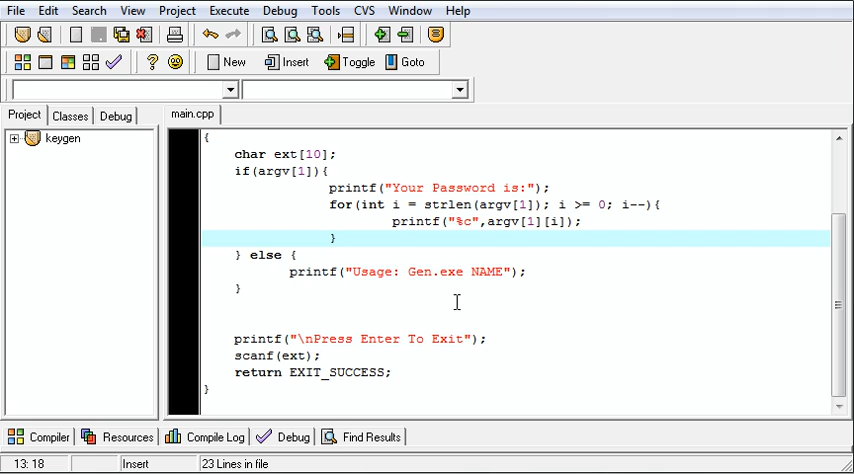 File Edit Search View Project Execute Debug Tools CVS Window Help
New Insert Toggle Goto
Project Classes Debug main.cpp
keygen
{
char ext[10];
if(argv[1]){
printf("Your Password is:");
for(int i = strlen(argv[1]); i >= 0; i--){
printf("%c",argv[1][i]);
}
} else {
printf("Usage: Gen.exe NAME");
}
printf("\nPress Enter To Exit");
scanf(ext);
return EXIT_SUCCESS;
}
Compiler Resources Compile Log Debug Find Results
13: 18 Insert 23 Lines in file